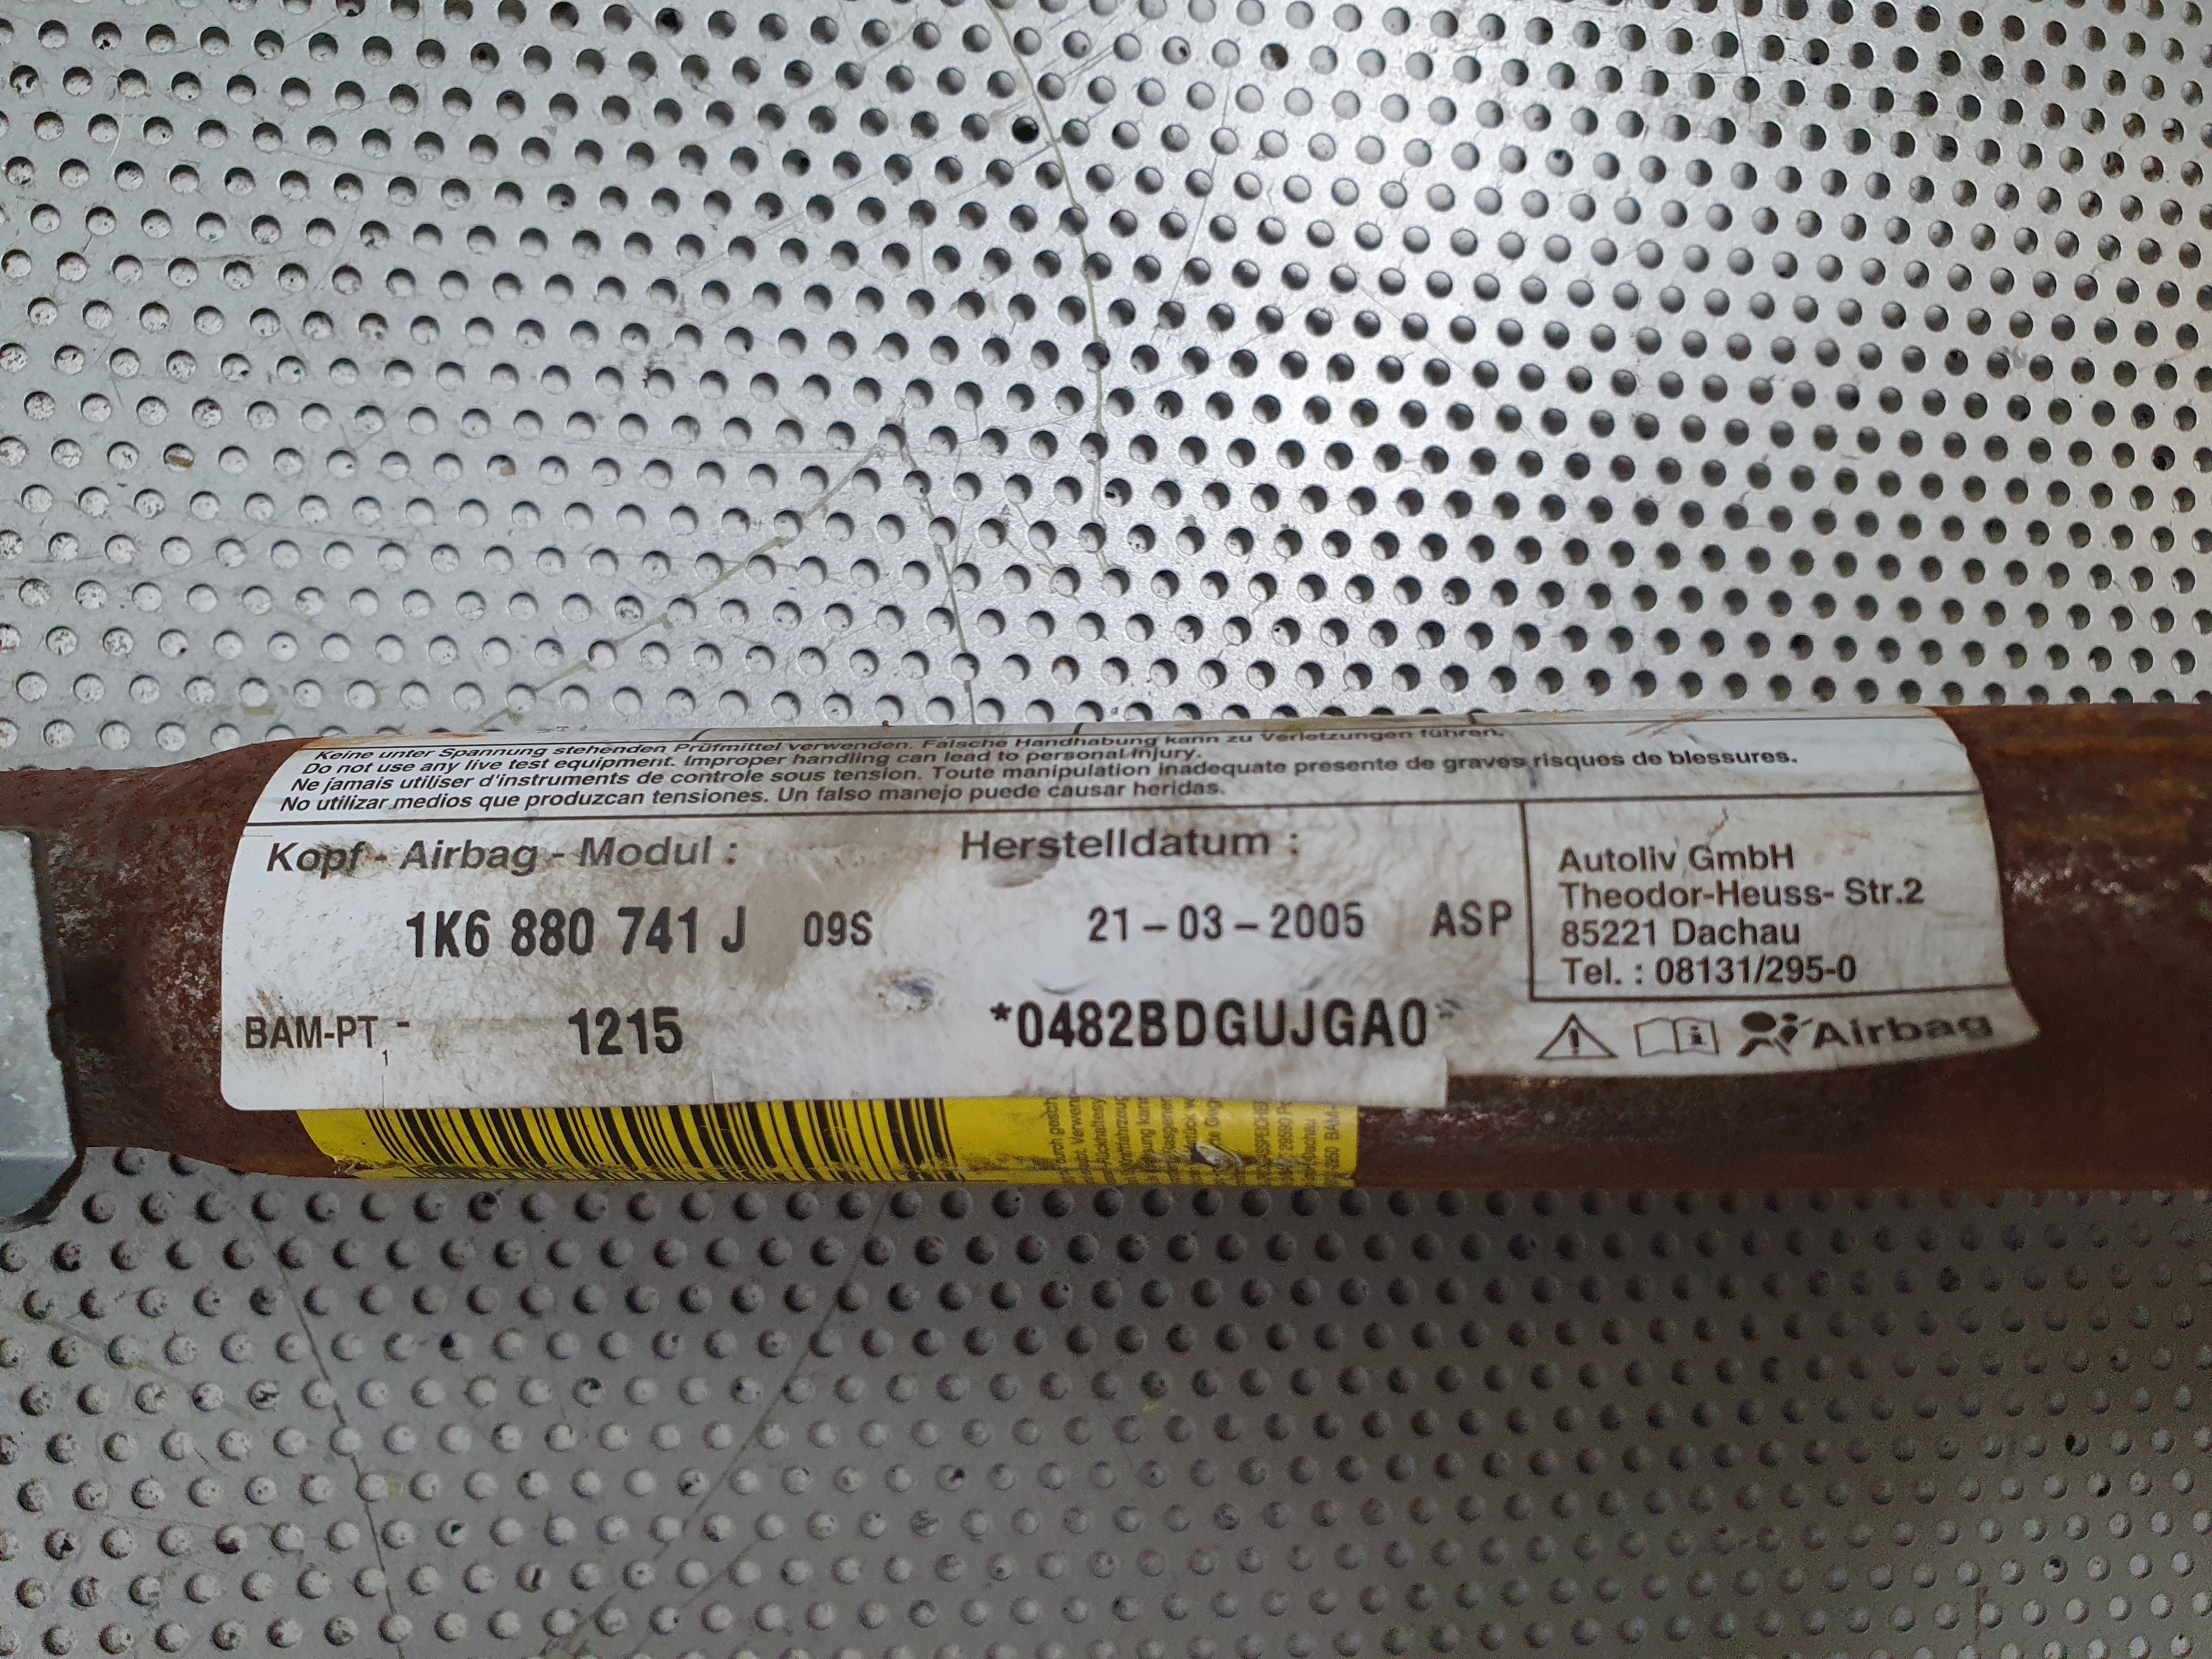 Keine unter Spannung stehenden Prüfmittel verwenden. Falsche Handhabung kann zu Verletzungen führen.
Do not use any live test equipment. Improper handling can lead to personal injury.
Ne jamais utiliser d'instruments de controle sous tension. Toute manipulation inadequate presente de graves risques de blessures.
No utilizar medios que produzcan tensiones. Un falso manejo puede causar heridas.
Kopf - Airbag - Modul :
Herstelldatum :
1K6 880 741 J 09S
21 - 03 - 2005 ASP
BAM-PT1 -
1215
*0482BDGUJGA0*
Autoliv GmbH
Theodor-Heuss- Str.2
85221 Dachau
Tel. : 08131/295-0
Airbag
durch gesch
Verwen